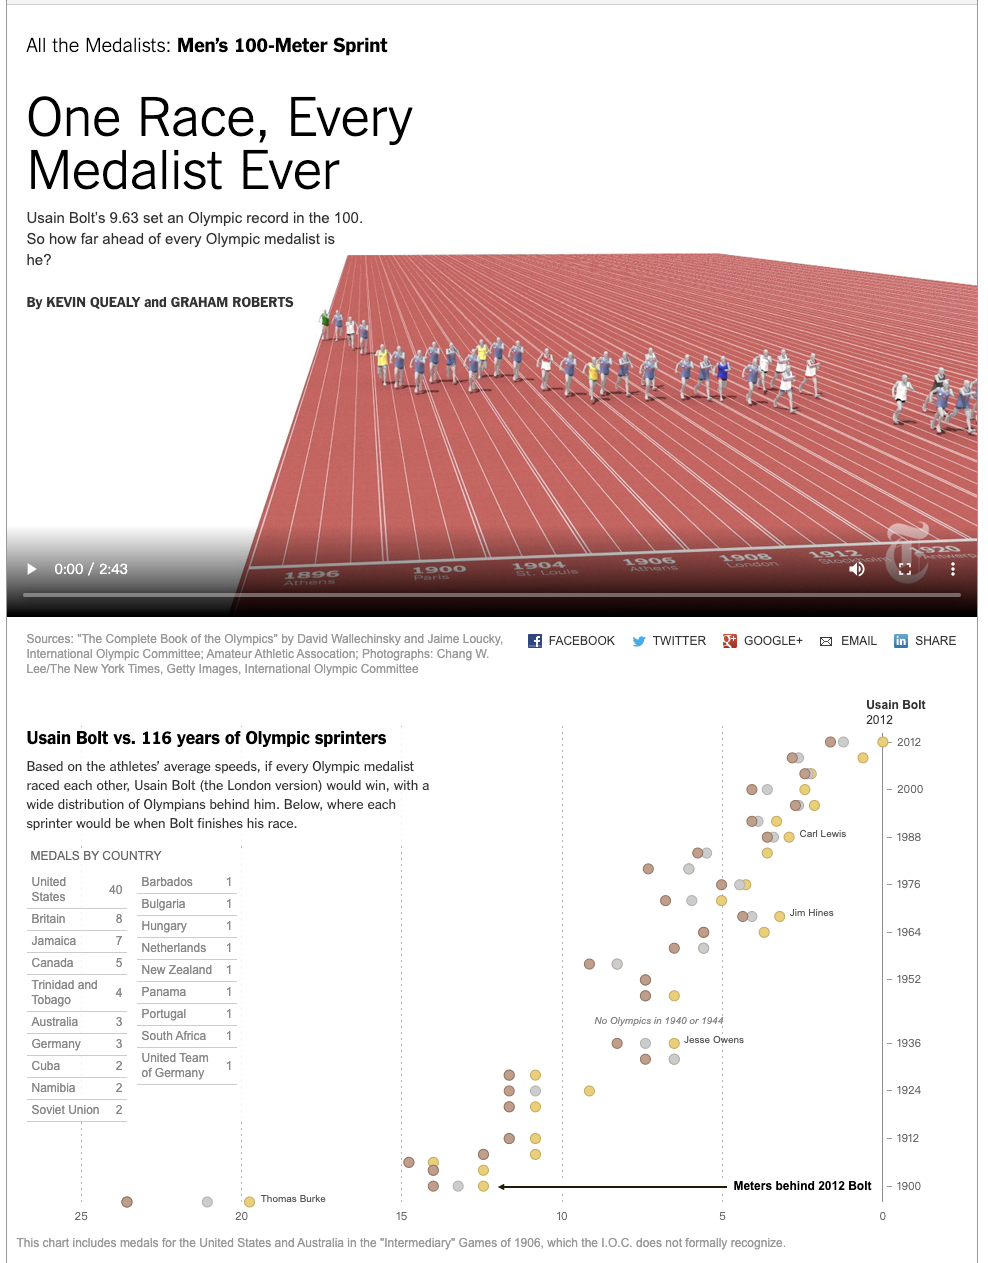 All the Medalists: Men's 100-Meter Sprint
One Race, Every
Medalist Ever
Usain Bolt's 9.63 set an Olympic record in the 100.
So how far ahead of every Olympic medalist is
he?
By KEVIN QUEALY and GRAHAM ROBERTS
1896
Athens
1900
Paris
1904
St. Louis
1906
Athens
1908
London
1912
Stockholm
1920
Antwerp
0:00 / 2:43
Sources: "The Complete Book of the Olympics" by David Wallechinsky and Jaime Loucky,
International Olympic Committee; Amateur Athletic Assocation; Photographs: Chang W.
Lee/The New York Times, Getty Images, International Olympic Committee
FACEBOOK TWITTER GOOGLE+ EMAIL SHARE
Usain Bolt
2012
Usain Bolt vs. 116 years of Olympic sprinters
Based on the athletes' average speeds, if every Olympic medalist
raced each other, Usain Bolt (the London version) would win, with a
wide distribution of Olympians behind him. Below, where each
sprinter would be when Bolt finishes his race.
MEDALS BY COUNTRY
United
States 40
Britain 8
Jamaica 7
Canada 5
Trinidad and
Tobago 4
Australia 3
Germany 3
Cuba 2
Namibia 2
Soviet Union 2
Barbados 1
Bulgaria 1
Hungary 1
Netherlands 1
New Zealand 1
Panama 1
Portugal 1
South Africa 1
United Team
of Germany 1
2012
2000
Carl Lewis
1988
1976
Jim Hines
1964
1952
No Olympics in 1940 or 1944
Jesse Owens
1936
1924
1912
Meters behind 2012 Bolt
1900
Thomas Burke
25 20 15 10 5 0
This chart includes medals for the United States and Australia in the "Intermediary" Games of 1906, which the I.O.C. does not formally recognize.